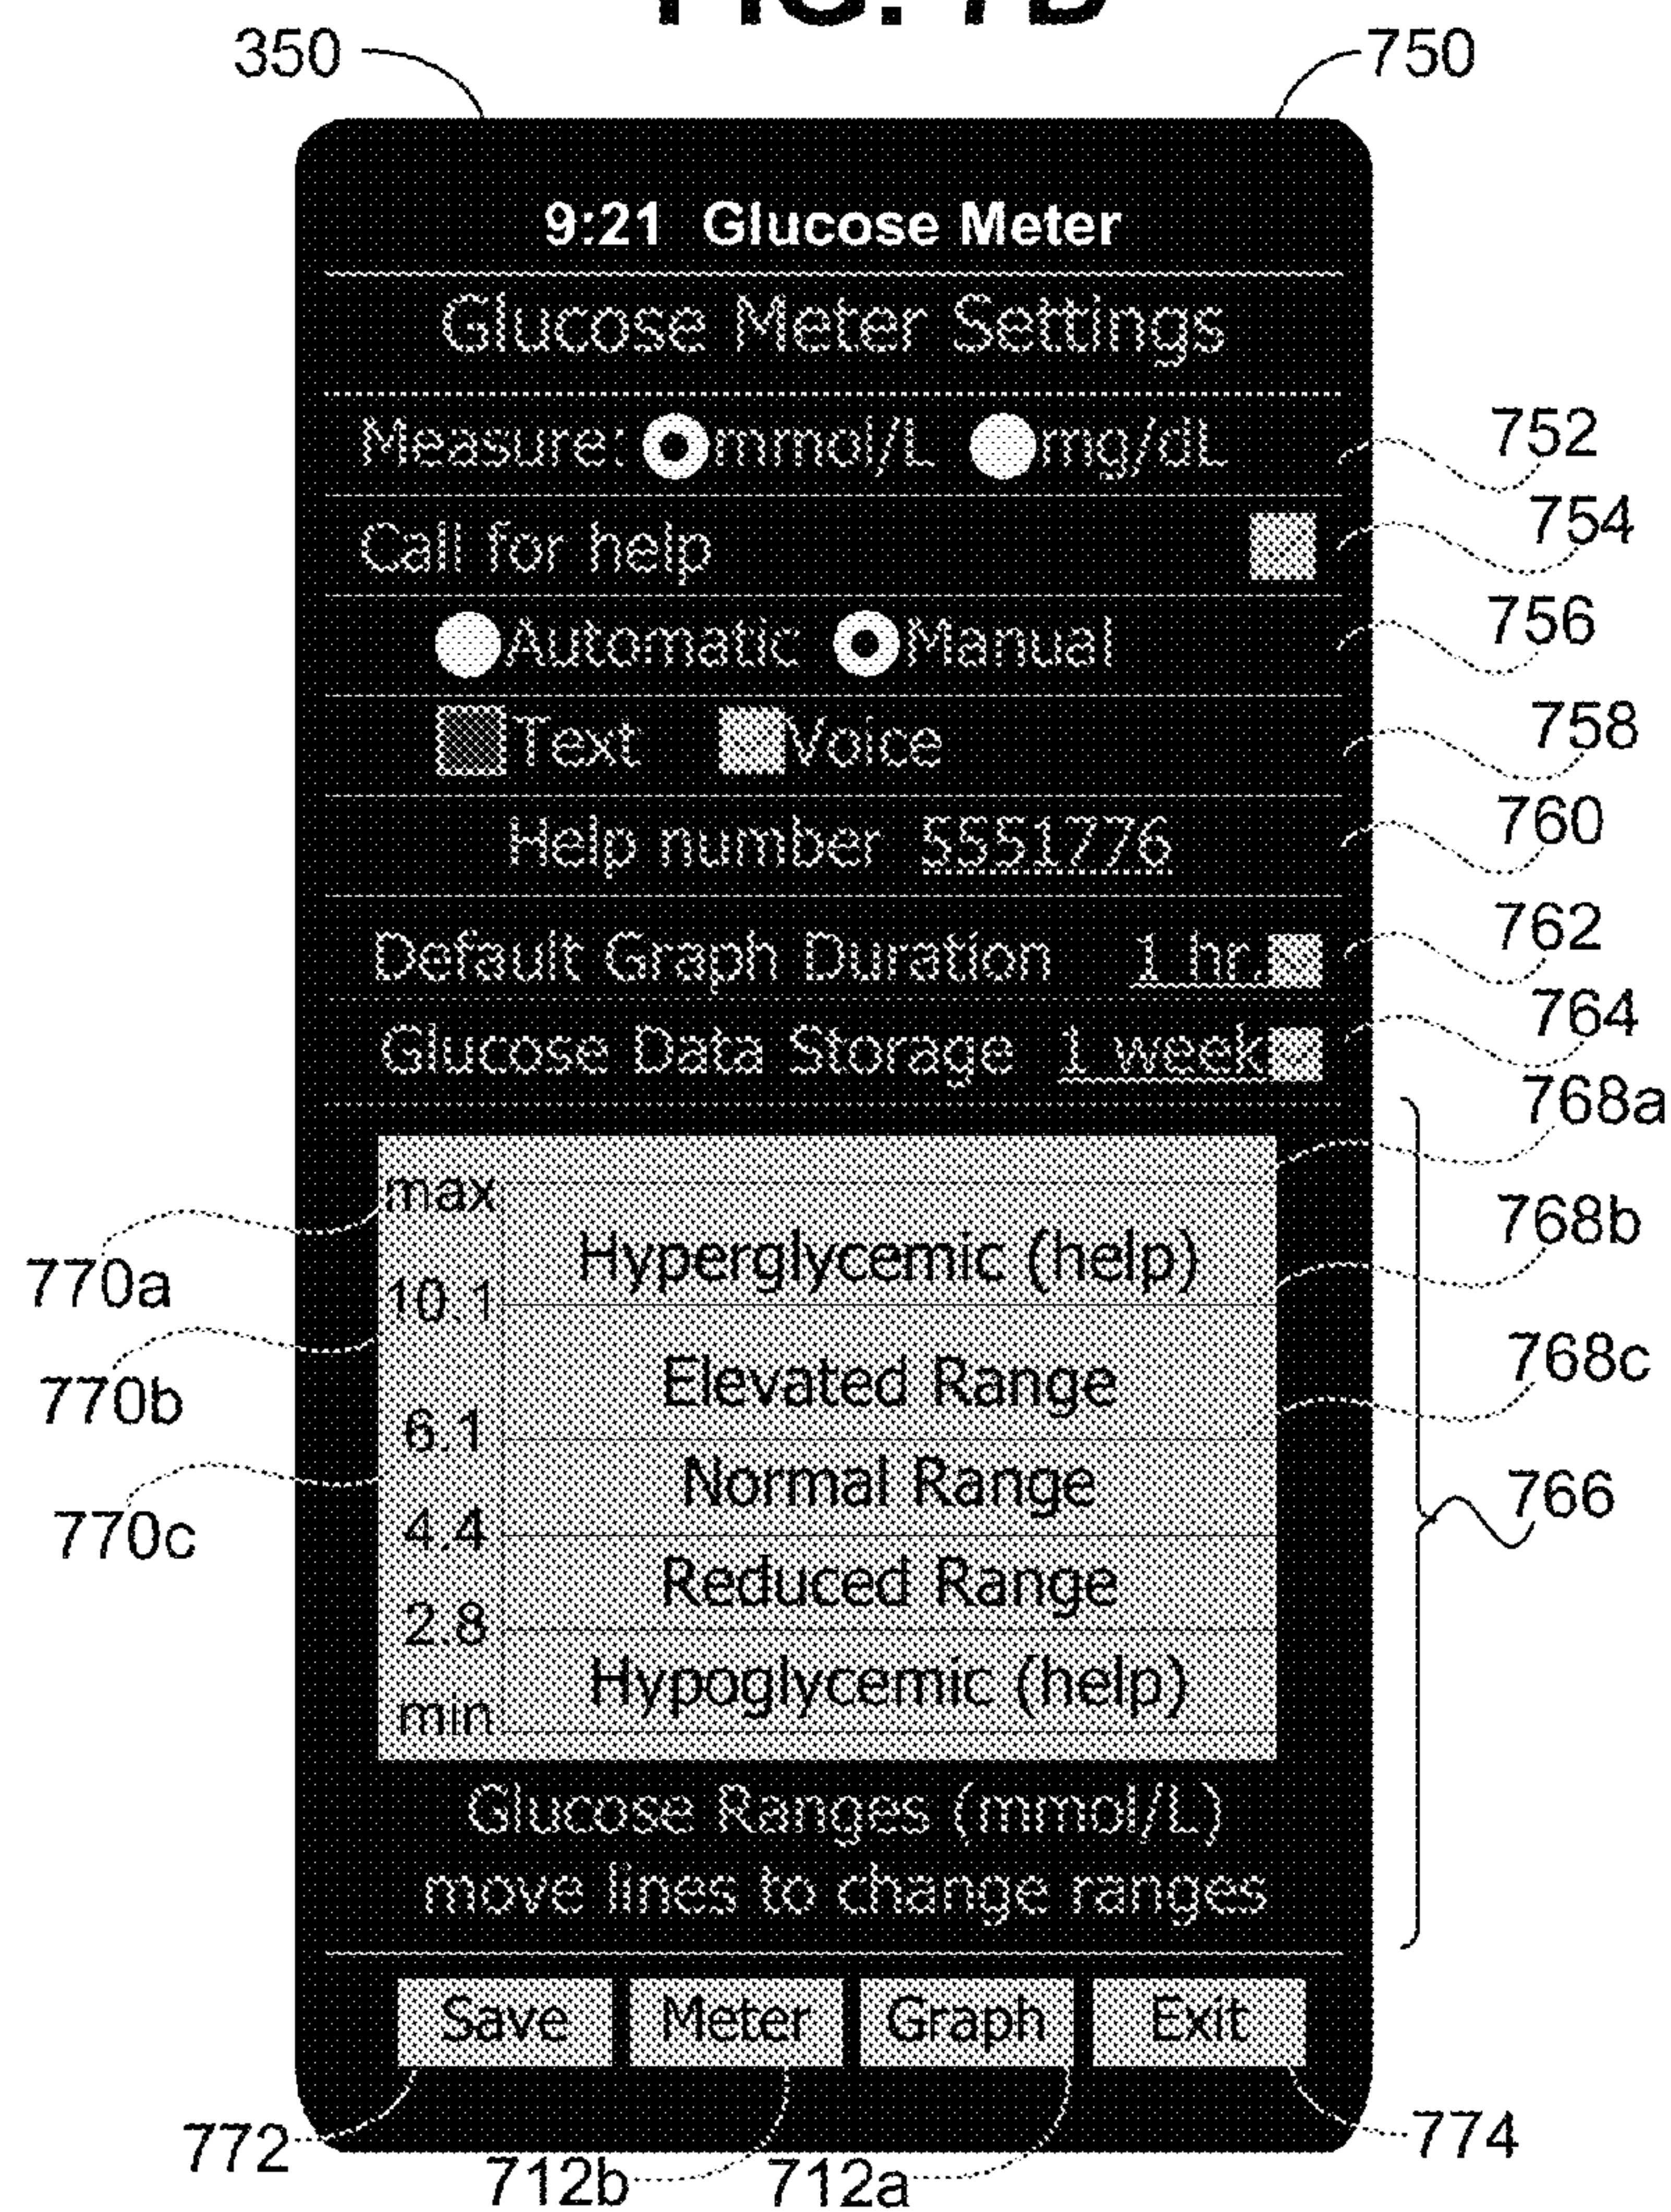 FIG. 7B
350
750
9:21 Glucose Meter
Glucose Meter Settings
Measure: mmol/L mg/dL
752
Call for help
754
Automatic Manual
756
Text Voice
758
Help number 5551776
760
Default Graph Duration 1 hr.
762
Glucose Data Storage 1 week
764
768a
max
Hyperglycemic (help)
768b
770a
10.1
Elevated Range
768c
770b
6.1
Normal Range
766
770c
4.4
Reduced Range
2.8
Hypoglycemic (help)
min
Glucose Ranges (mmol/L)
move lines to change ranges
Save Meter Graph Exit
772
712b
712a
774